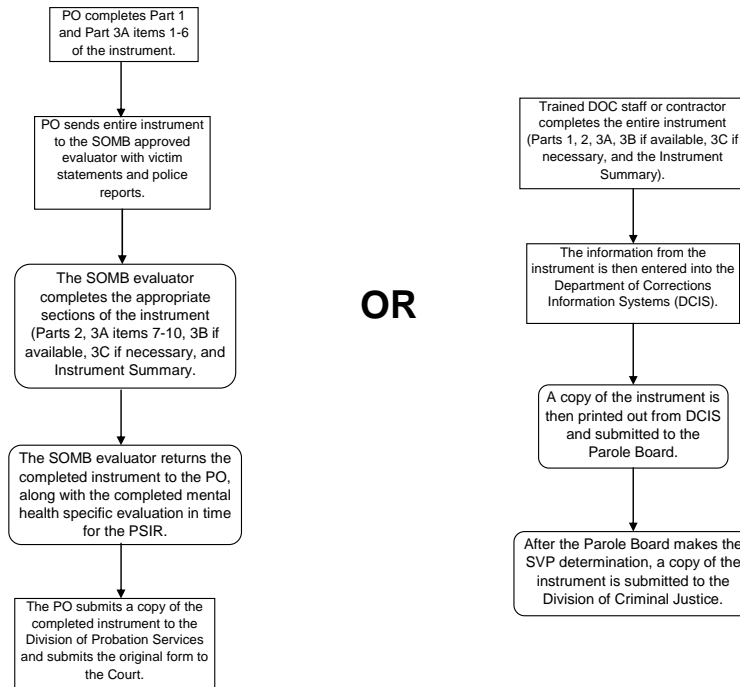 PO completes Part 1
and Part 3A items 1-6
of the instrument.
PO sends entire instrument
to the SOMB approved
evaluator with victim
statements and police
reports.
The SOMB evaluator
completes the appropriate
sections of the instrument
(Parts 2, 3A items 7-10, 3B if
available, 3C if necessary, and
Instrument Summary.
The SOMB evaluator returns the
completed instrument to the PO,
along with the completed mental
health specific evaluation in time
for the PSIR.
The PO submits a copy of the
completed instrument to the
Division of Probation Services
and submits the original form to
the Court.
OR
Trained DOC staff or contractor
completes the entire instrument
(Parts 1, 2, 3A, 3B if available, 3C if
necessary, and the Instrument
Summary).
The information from the
instrument is then entered into the
Department of Corrections
Information Systems (DCIS).
A copy of the instrument is
then printed out from DCIS
and submitted to the
Parole Board.
After the Parole Board makes the
SVP determination, a copy of the
instrument is submitted to the
Division of Criminal Justice.